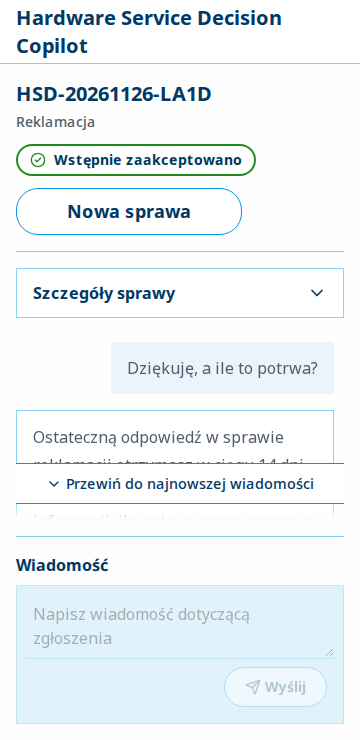 Hardware Service Decision
Copilot
HSD-20261126-LA1D
Reklamacja
Wstępnie zaakceptowano
Nowa sprawa
Szczegóły sprawy
Dziękuję, a ile to potrwa?
Ostateczną odpowiedź w sprawie
Przewiń do najnowszej wiadomości
Wiadomość
Napisz wiadomość dotyczącą
zgłoszenia
Wyślij